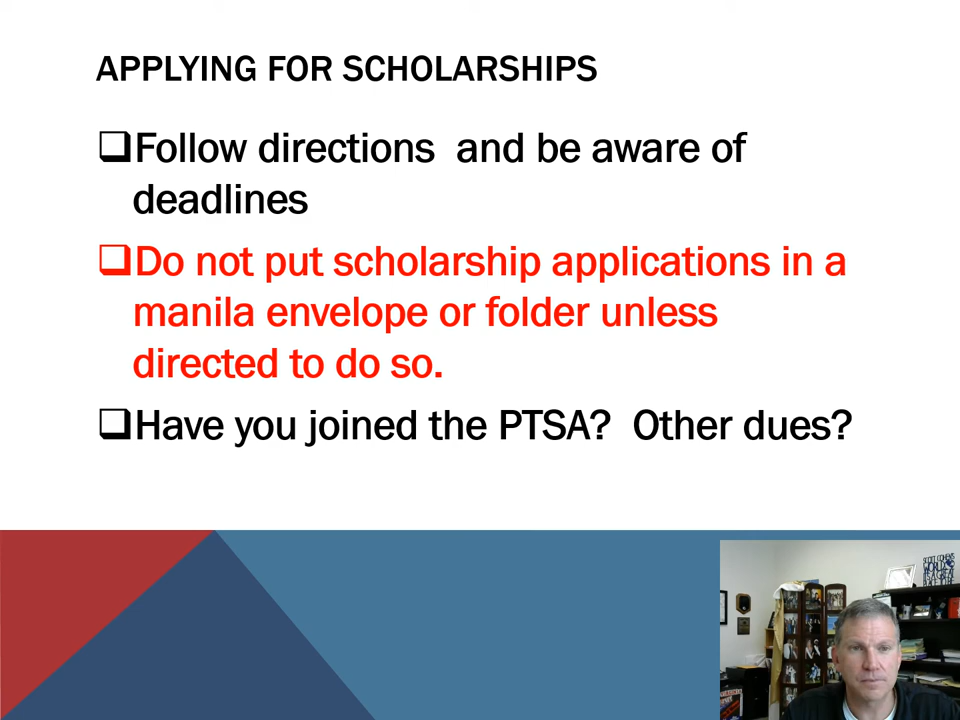 APPLYING FOR SCHOLARSHIPS
Follow directions and be aware of
deadlines
Do not put scholarship applications in a
manila envelope or folder unless
directed to do so.
Have you joined the PTSA? Other dues?